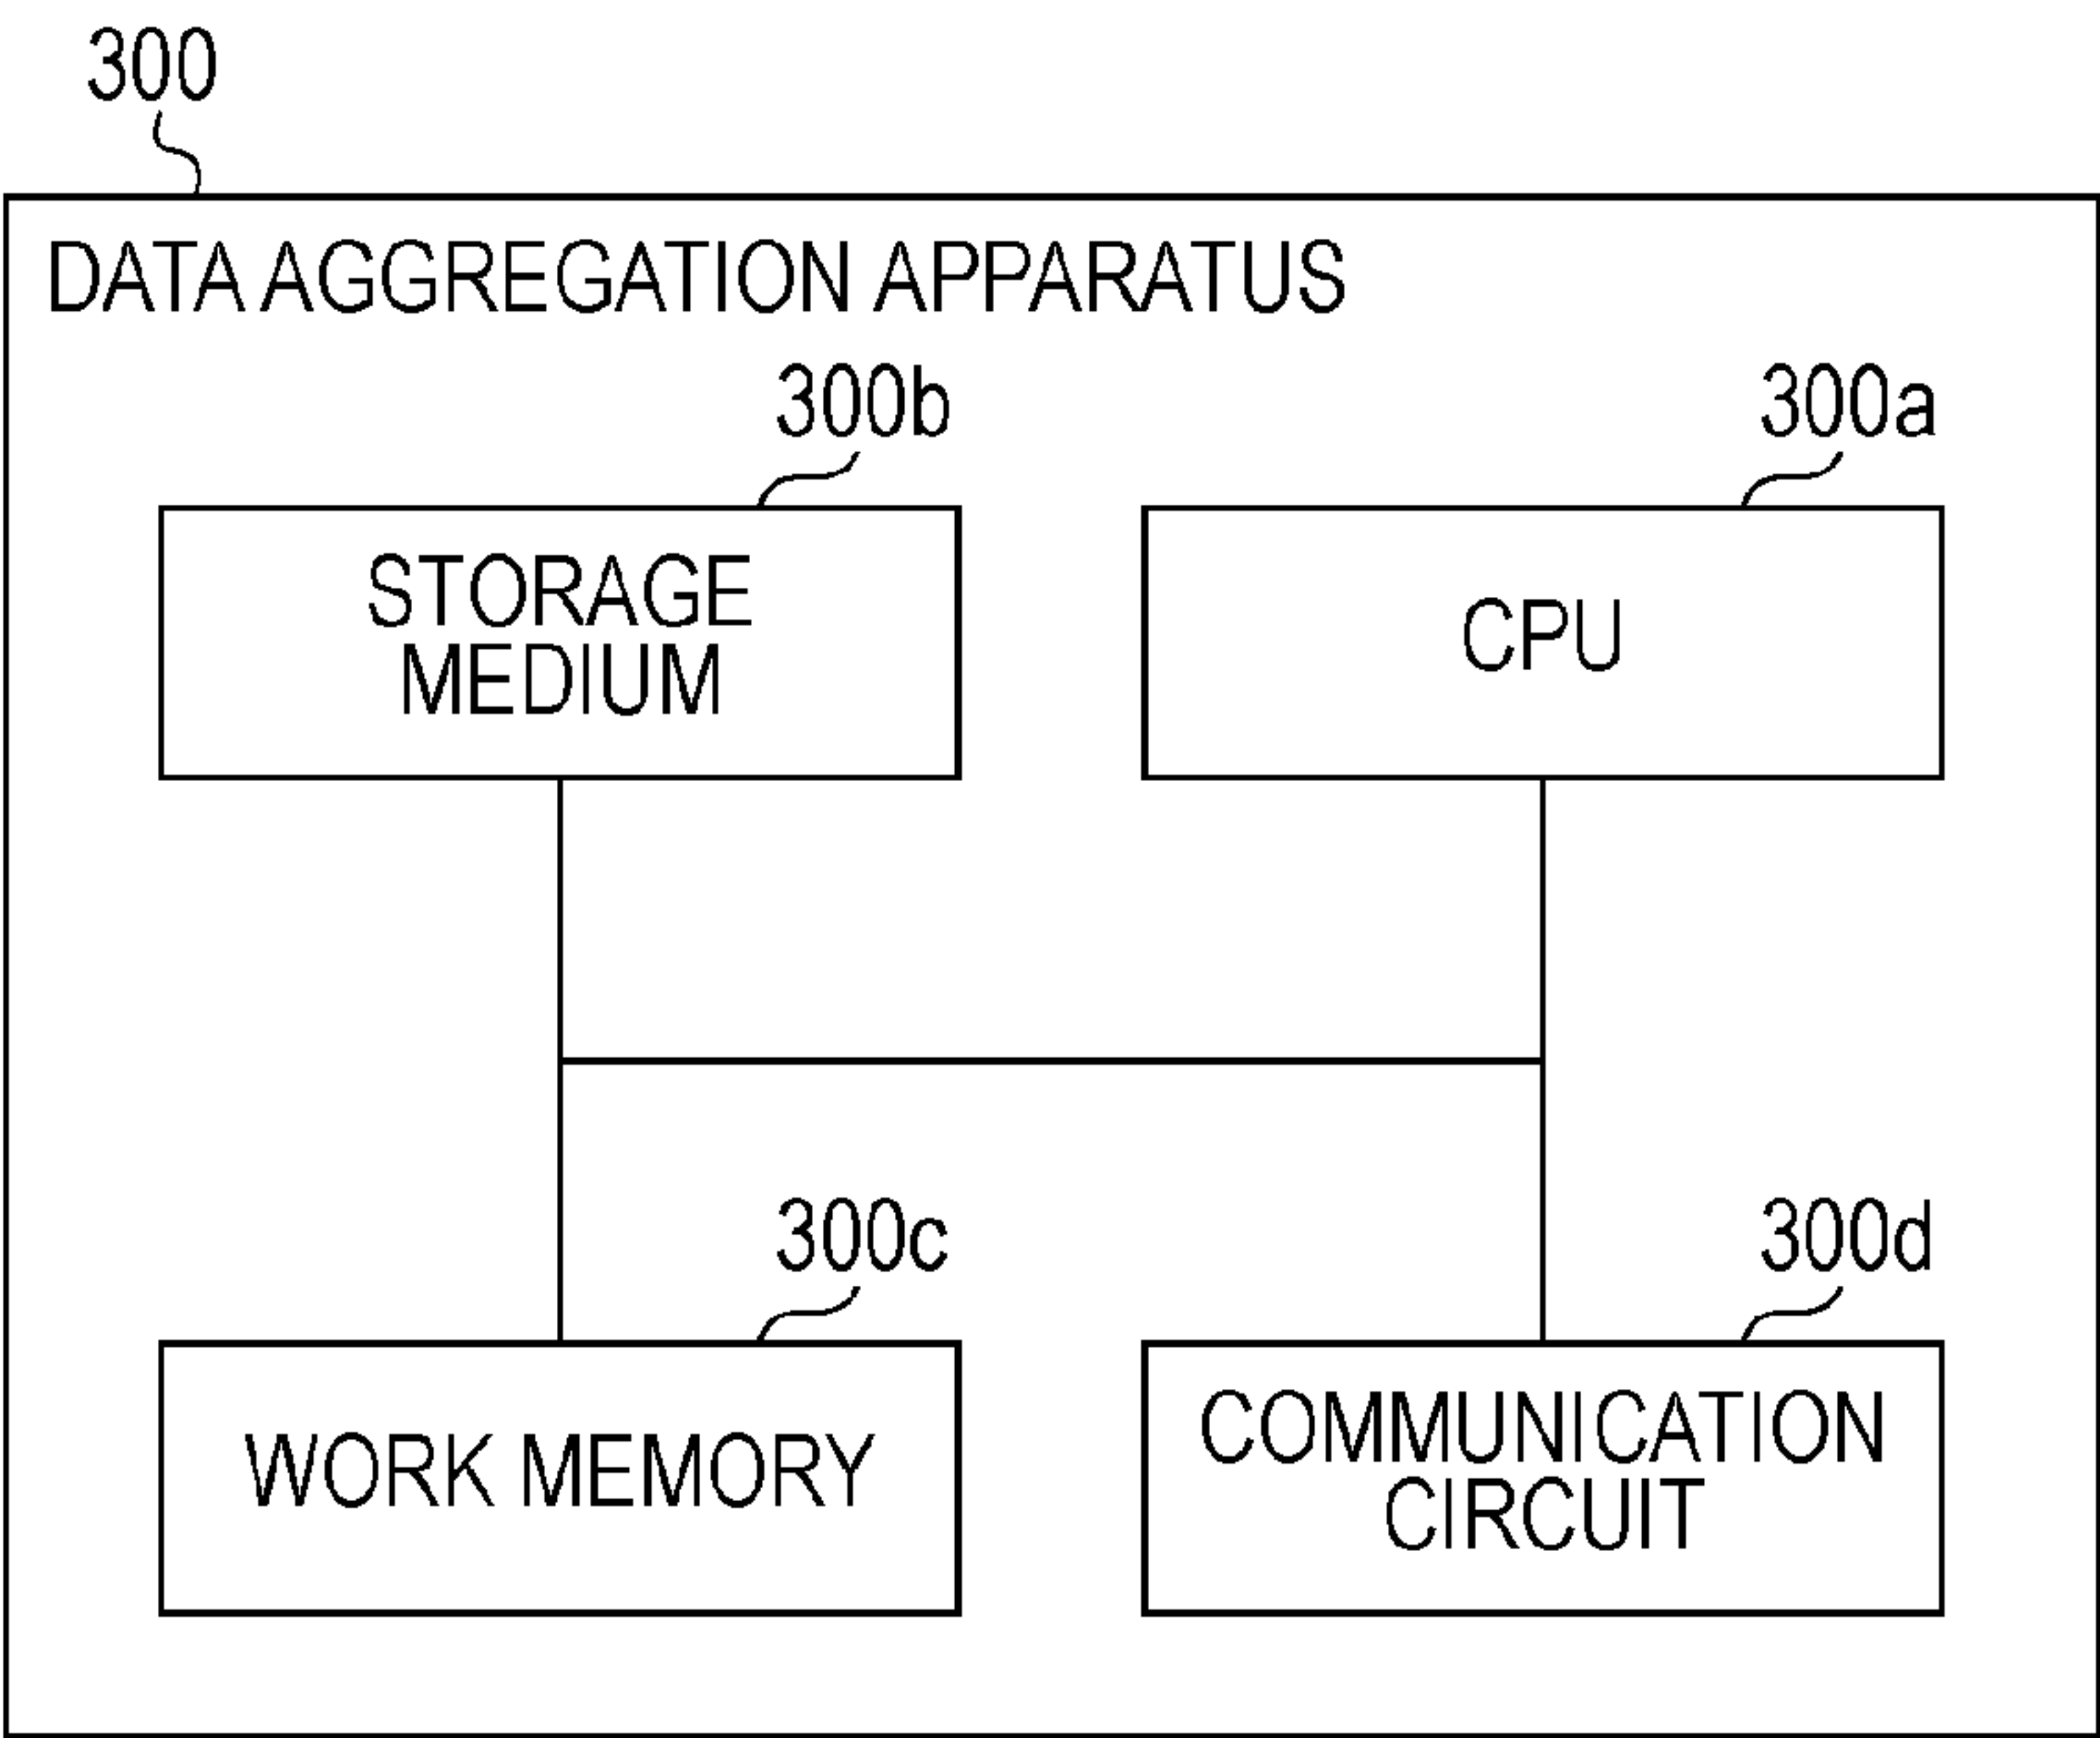 300
DATA AGGREGATION APPARATUS
300b
300a
STORAGE
MEDIUM
CPU
300c
300d
WORK MEMORY
COMMUNICATION
CIRCUIT